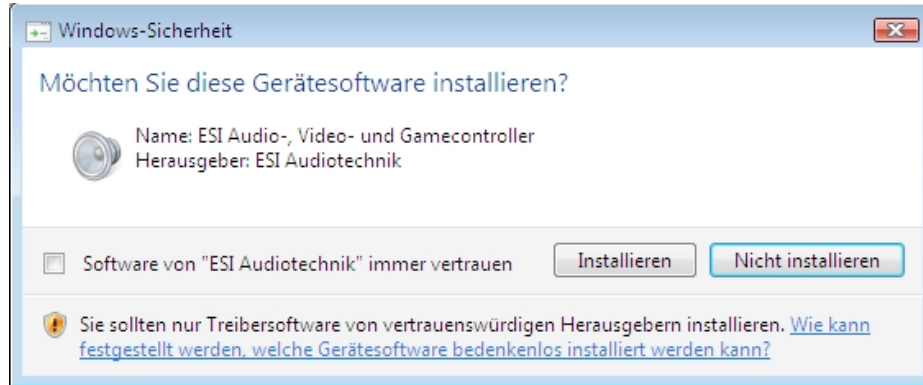 Windows-Sicherheit
Möchten Sie diese Gerätesoftware installieren?
Name: ESI Audio-, Video- und Gamecontroller
Herausgeber: ESI Audiotechnik
Software von "ESI Audiotechnik" immer vertrauen
Installieren
Nicht installieren
Sie sollten nur Treibersoftware von vertrauenswürdigen Herausgebern installieren. Wie kann
festgestellt werden, welche Gerätesoftware bedenkenlos installiert werden kann?